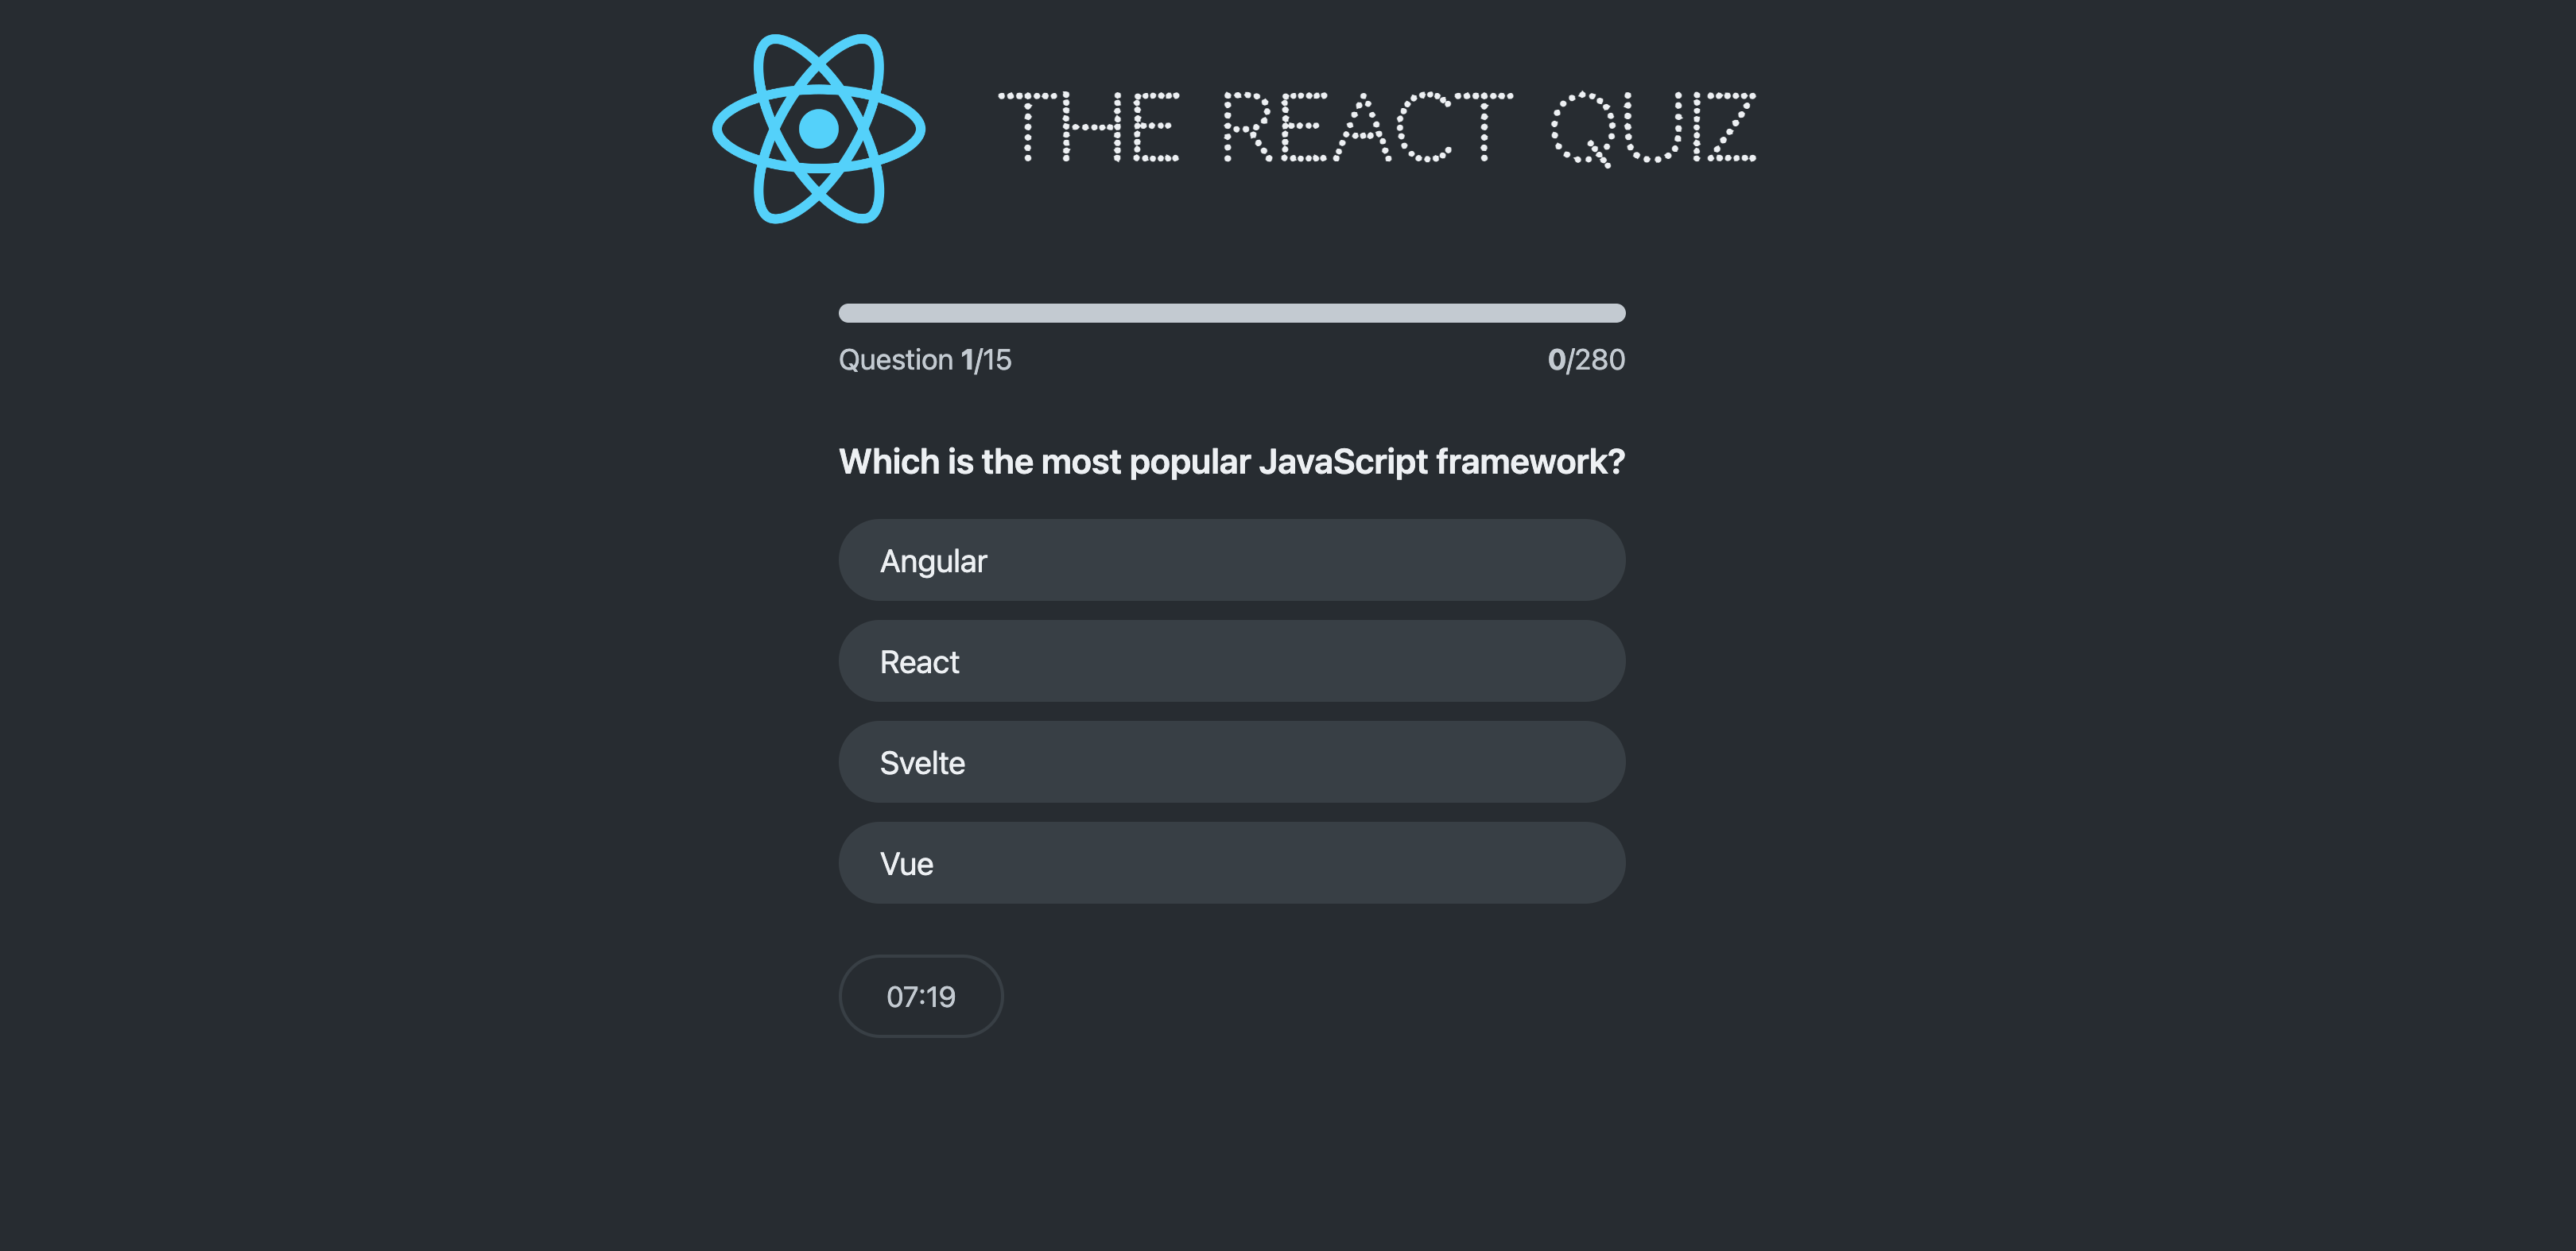 THE REACT QUIZ
Question 1/15 0/280
Which is the most popular JavaScript framework?
Angular
React
Svelte
Vue
07:19